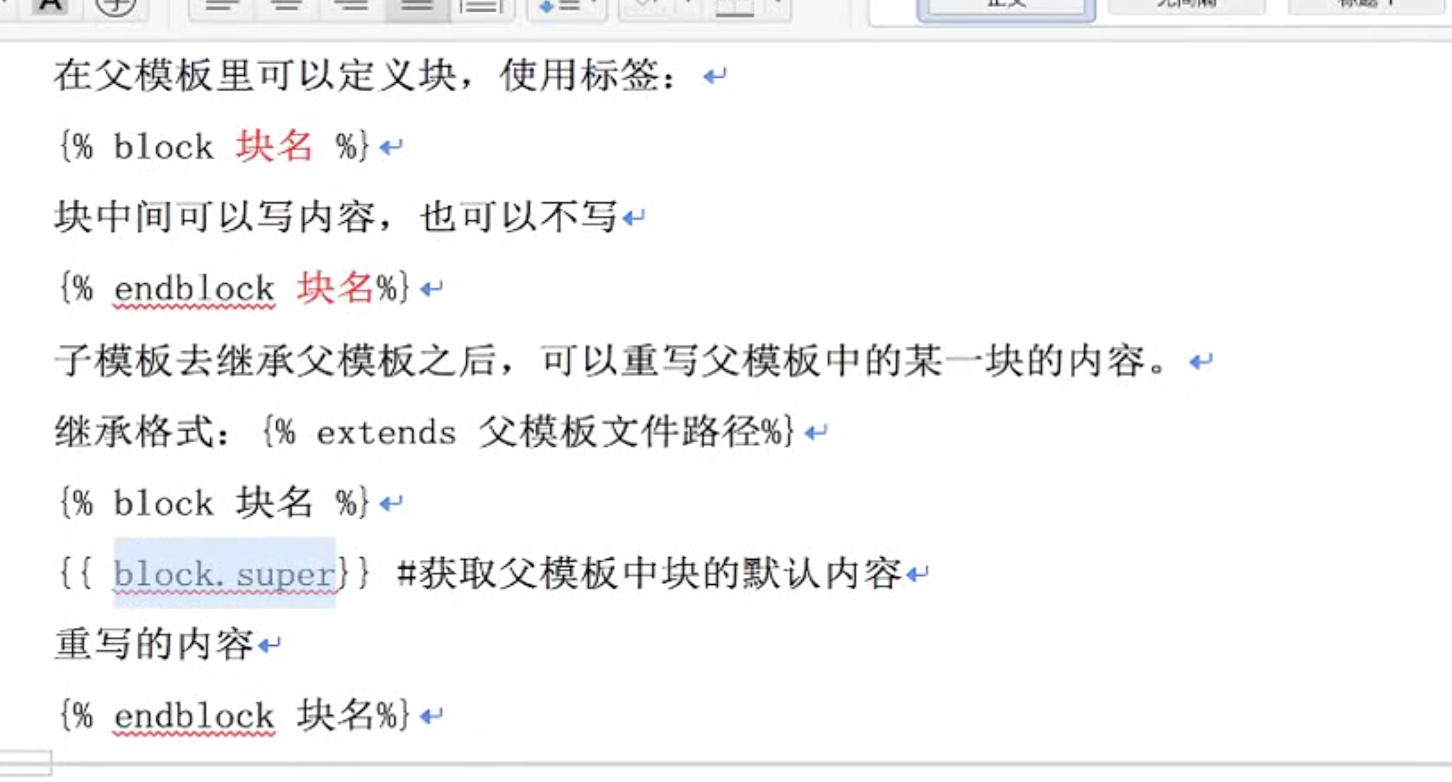 在父模板里可以定义块，使用标签：
{% block 块名 %}
块中间可以写内容，也可以不写
{% endblock 块名%}
子模板去继承父模板之后，可以重写父模板中的某一块的内容。
继承格式：{% extends 父模板文件路径%}
{% block 块名 %}
{{ block.super}} #获取父模板中块的默认内容
重写的内容
{% endblock 块名%}